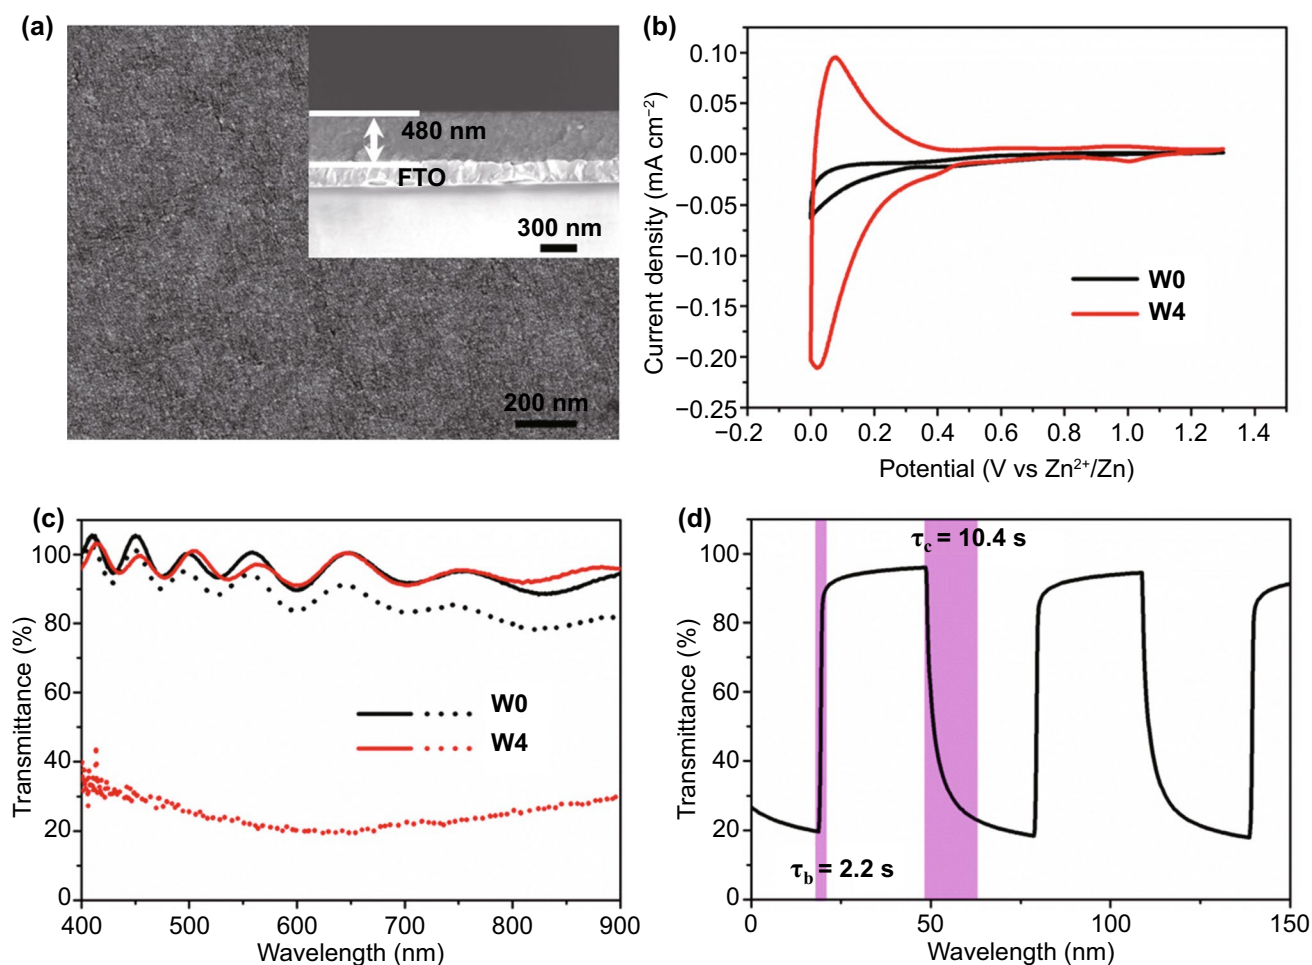 (a)
480 nm
FTO
300 nm
200 nm
(b)
0.10
0.05
0.00
−0.05
−0.10
−0.15
−0.20
−0.25
−0.2 0.0 0.2 0.4 0.6 0.8 1.0 1.2 1.4
Current density (mA cm⁻²)
Potential (V vs Zn²⁺/Zn)
W0
W4
(c)
100
80
60
40
20
0
400 500 600 700 800 900
Transmittance (%)
Wavelength (nm)
W0
W4
(d)
τc = 10.4 s
τb = 2.2 s
100
80
60
40
20
0
0 50 100 150
Transmittance (%)
Wavelength (nm)